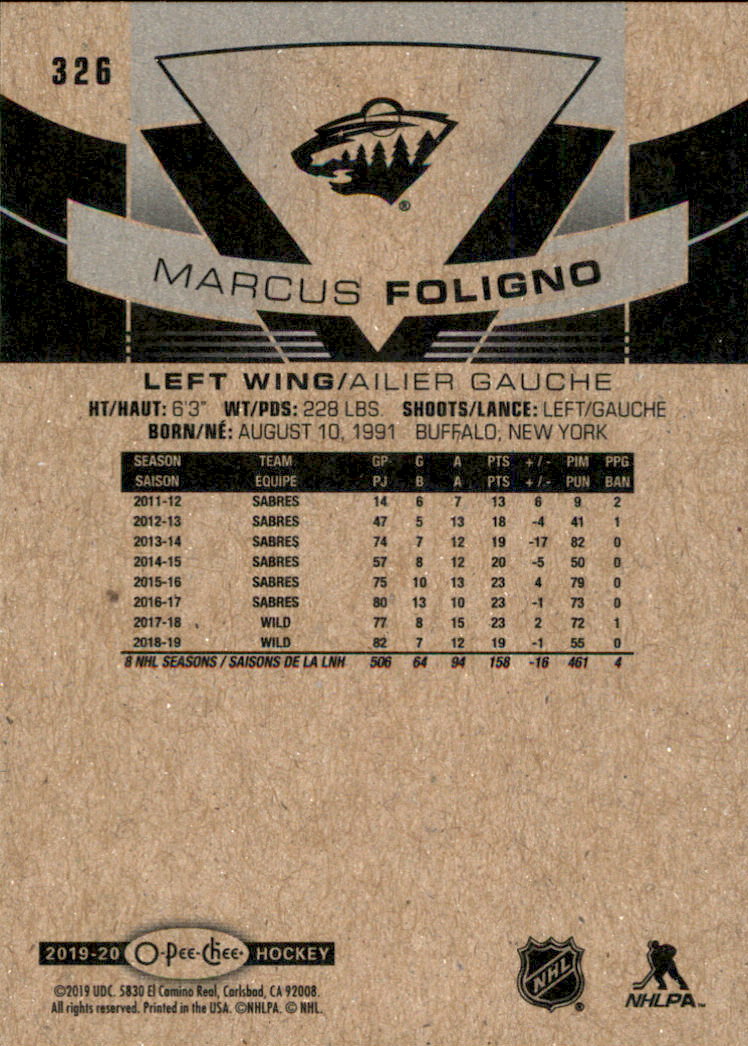 326
®
MARCUS FOLIGNO
LEFT WING/AILIER GAUCHE
HT/HAUT: 6'3" WT/PDS: 228 LBS. SHOOTS/LANCE: LEFT/GAUCHE
BORN/NÉ: AUGUST 10, 1991 BUFFALO, NEW YORK
SEASON TEAM GP G A PTS +/- PIM PPG
SAISON EQUIPE PJ B A PTS +/- PUN BAN
2011-12 SABRES 14 6 7 13 6 9 2
2012-13 SABRES 47 5 13 18 -4 41 1
2013-14 SABRES 74 7 12 19 -17 82 0
2014-15 SABRES 57 8 12 20 -5 50 0
2015-16 SABRES 75 10 13 23 4 79 0
2016-17 SABRES 80 13 10 23 -1 73 0
2017-18 WILD 77 8 15 23 2 72 1
2018-19 WILD 82 7 12 19 -1 55 0
8 NHL SEASONS / SAISONS DE LA LNH 506 64 94 158 -16 461 4
2019-20 O-PEE-CHEE HOCKEY
©2019 UDC. 5830 El Camino Real, Carlsbad, CA 92008.
All rights reserved. Printed in the USA. ©NHLPA. © NHL.
NHL ®
NHLPA™